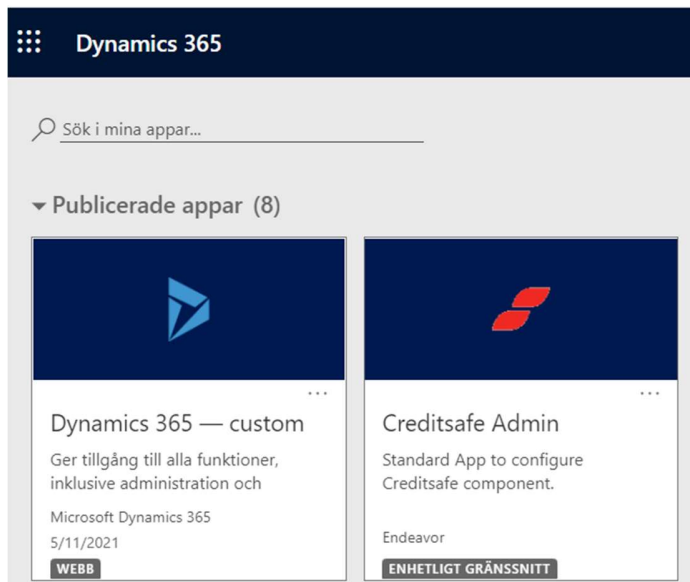 Dynamics 365
Sök i mina appar...
Publicerade appar (8)
...
Dynamics 365 — custom
Ger tillgång till alla funktioner,
inklusive administration och
Microsoft Dynamics 365
5/11/2021
WEBB
...
Creditsafe Admin
Standard App to configure
Creditsafe component.
Endeavor
ENHETLIGT GRÄNSSNITT